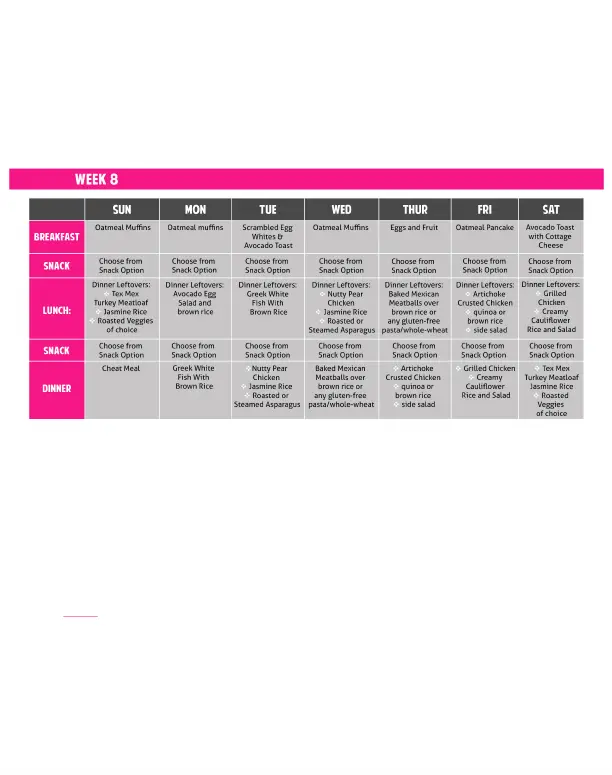 WEEK 8
SUN MON TUE WED THUR FRI SAT
BREAKFAST
Oatmeal Muffins
Oatmeal muffins
Scrambled Egg
Whites &
Avocado Toast
Oatmeal Muffins
Eggs and Fruit
Oatmeal Pancake
Avocado Toast
with Cottage
Cheese
SNACK
Choose from
Snack Option
Choose from
Snack Option
Choose from
Snack Option
Choose from
Snack Option
Choose from
Snack Option
Choose from
Snack Option
Choose from
Snack Option
LUNCH:
Dinner Leftovers:
Tex Mex
Turkey Meatloaf
Jasmine Rice
Roasted Veggies
of choice
Dinner Leftovers:
Avocado Egg
Salad and
brown rice
Dinner Leftovers:
Greek White
Fish With
Brown Rice
Dinner Leftovers:
Nutty Pear
Chicken
Jasmine Rice
Roasted or
Steamed Asparagus
Dinner Leftovers:
Baked Mexican
Meatballs over
brown rice or
any gluten-free
pasta/whole-wheat
Dinner Leftovers:
Artichoke
Crusted Chicken
quinoa or
brown rice
side salad
Dinner Leftovers:
Grilled
Chicken
Creamy
Cauliflower
Rice and Salad
SNACK
Choose from
Snack Option
Choose from
Snack Option
Choose from
Snack Option
Choose from
Snack Option
Choose from
Snack Option
Choose from
Snack Option
Choose from
Snack Option
DINNER
Cheat Meal
Greek White
Fish With
Brown Rice
Nutty Pear
Chicken
Jasmine Rice
Roasted or
Steamed Asparagus
Baked Mexican
Meatballs over
brown rice or
any gluten-free
pasta/whole-wheat
Artichoke
Crusted Chicken
quinoa or
brown rice
side salad
Grilled Chicken
Creamy
Cauliflower
Rice and Salad
Tex Mex
Turkey Meatloaf
Jasmine Rice
Roasted
Veggies
of choice